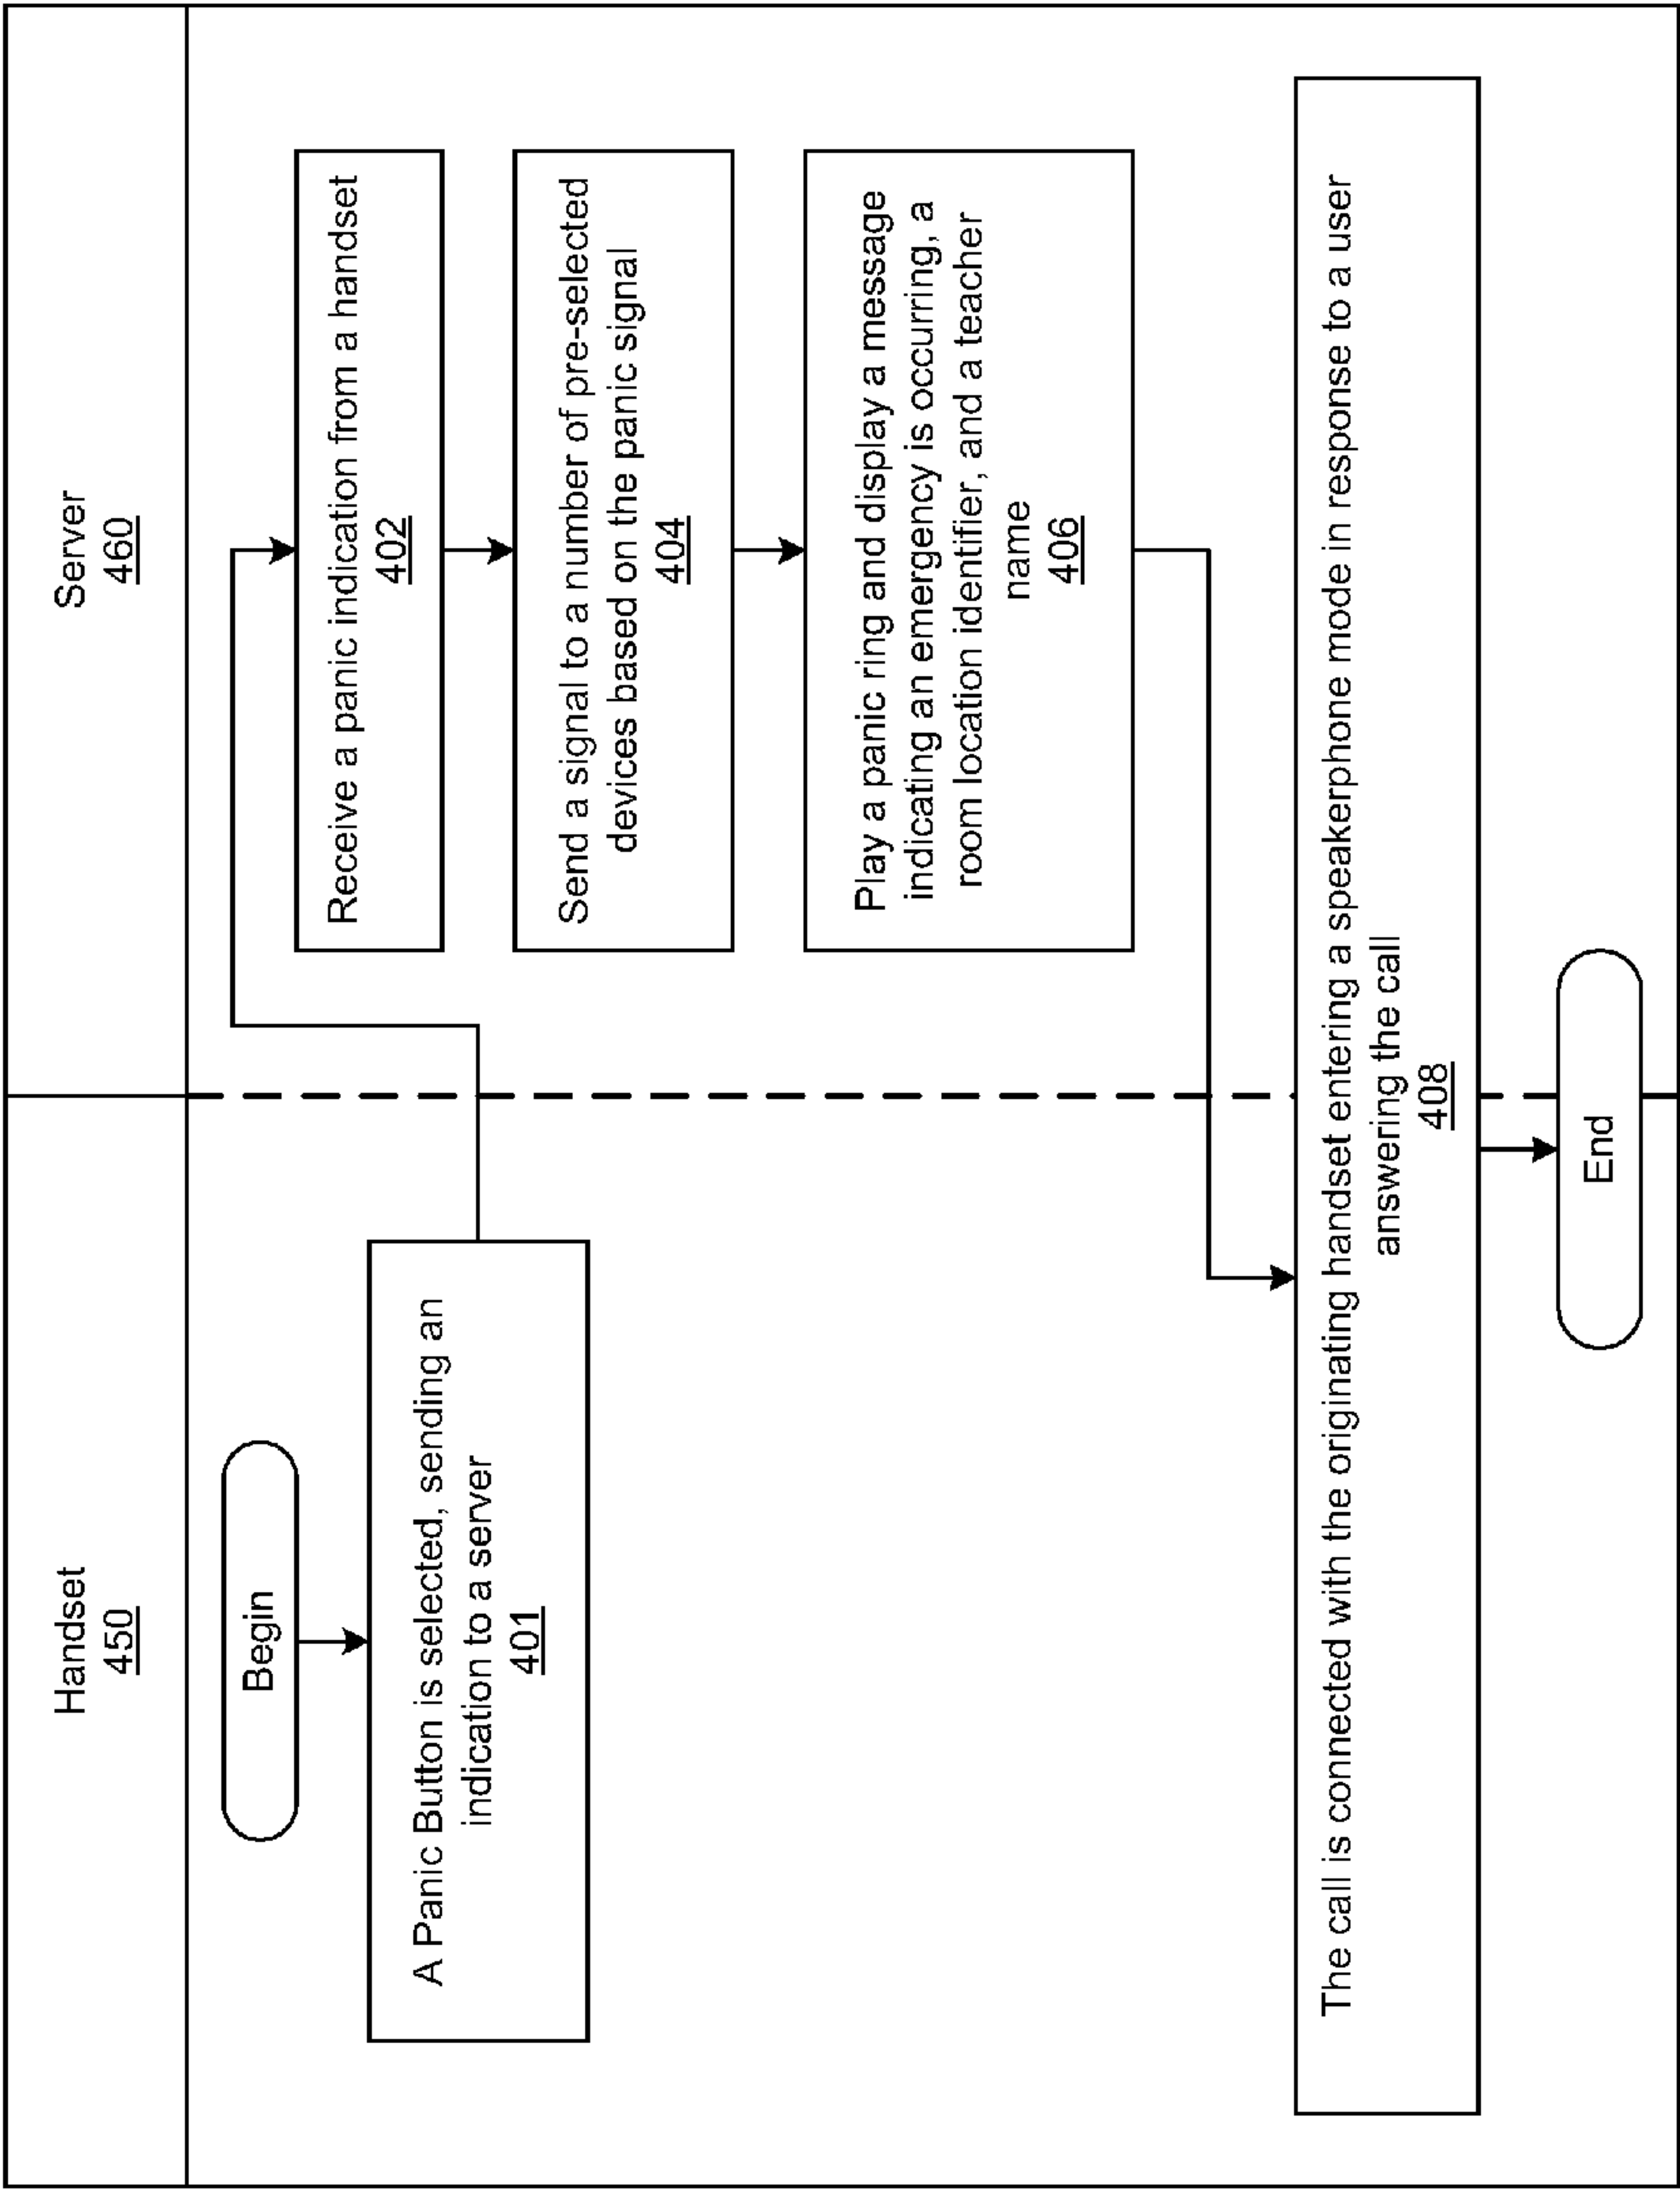 Handset
450
Server
460
Begin
A Panic Button is selected, sending an
indication to a server
401
Receive a panic indication from a handset
402
Send a signal to a number of pre-selected
devices based on the panic signal
404
Play a panic ring and display a message
indicating an emergency is occurring, a
room location identifier, and a teacher
name
406
The call is connected with the originating handset entering a speakerphone mode in response to a user
answering the call
408
End